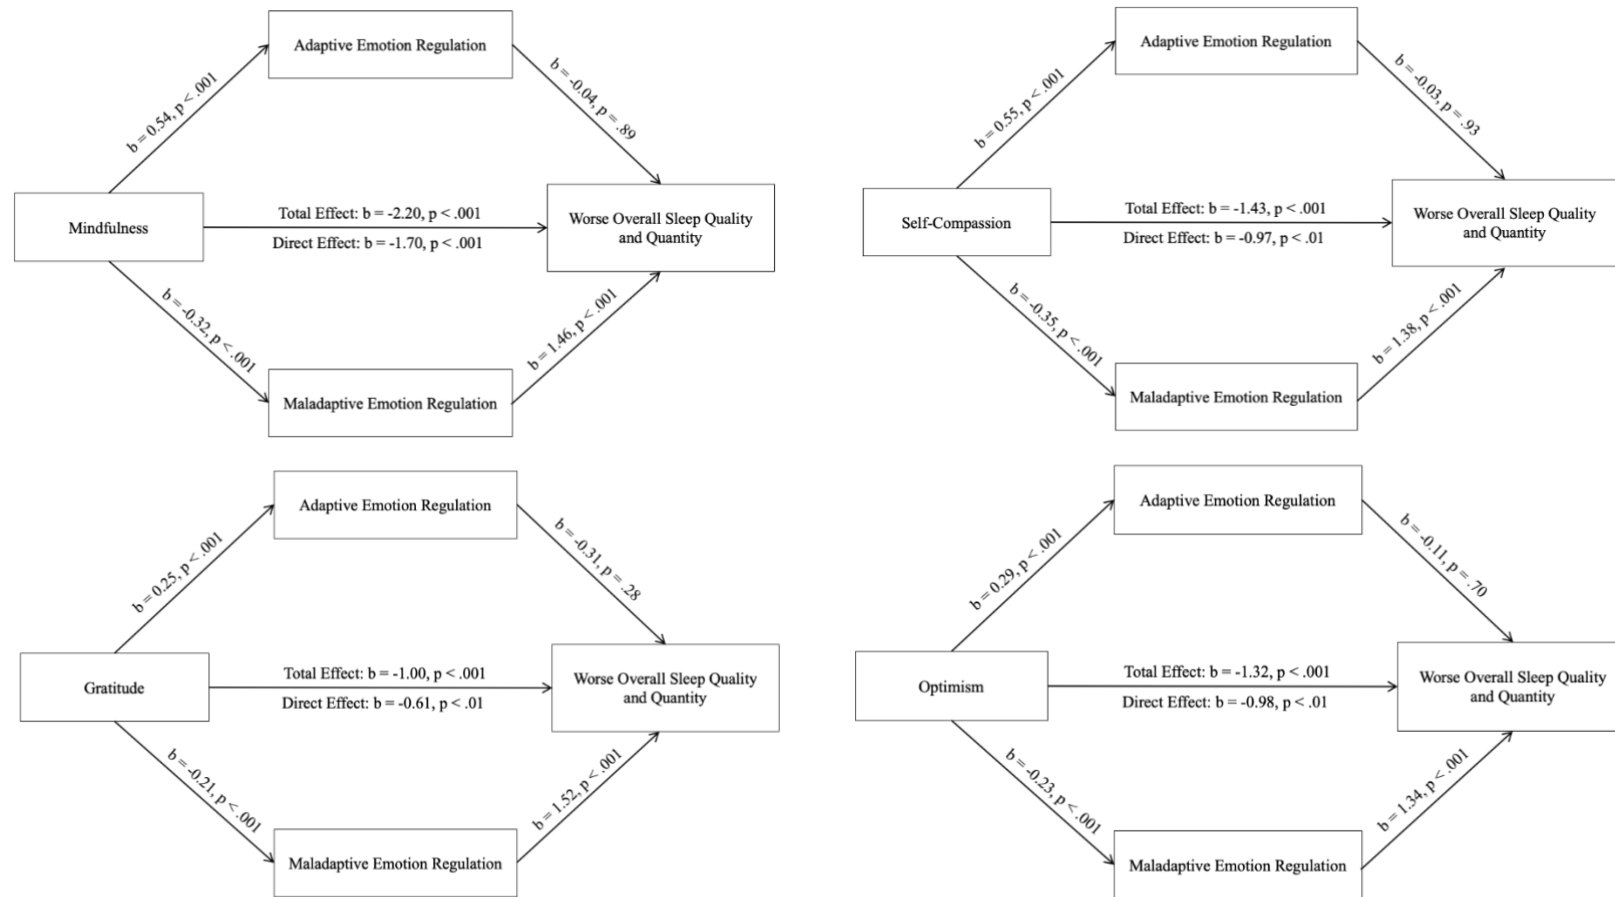 Adaptive Emotion Regulation
b = 0.54, p < .001
b = -0.04, p = .89
Mindfulness
Total Effect: b = -2.20, p < .001
Direct Effect: b = -1.70, p < .001
Worse Overall Sleep Quality
and Quantity
b = -0.32, p < .001
b = 1.46, p < .001
Maladaptive Emotion Regulation
Adaptive Emotion Regulation
b = 0.55, p < .001
b = -0.03, p = .93
Self-Compassion
Total Effect: b = -1.43, p < .001
Direct Effect: b = -0.97, p < .01
Worse Overall Sleep Quality
and Quantity
b = -0.35, p < .001
b = 1.38, p < .001
Maladaptive Emotion Regulation
Adaptive Emotion Regulation
b = 0.25, p < .001
b = -0.31, p = .28
Gratitude
Total Effect: b = -1.00, p < .001
Direct Effect: b = -0.61, p < .01
Worse Overall Sleep Quality
and Quantity
b = -0.21, p < .001
b = 1.52, p < .001
Maladaptive Emotion Regulation
Adaptive Emotion Regulation
b = 0.29, p < .001
b = -0.11, p = .70
Optimism
Total Effect: b = -1.32, p < .001
Direct Effect: b = -0.98, p < .01
Worse Overall Sleep Quality
and Quantity
b = -0.23, p < .001
b = 1.34, p < .001
Maladaptive Emotion Regulation